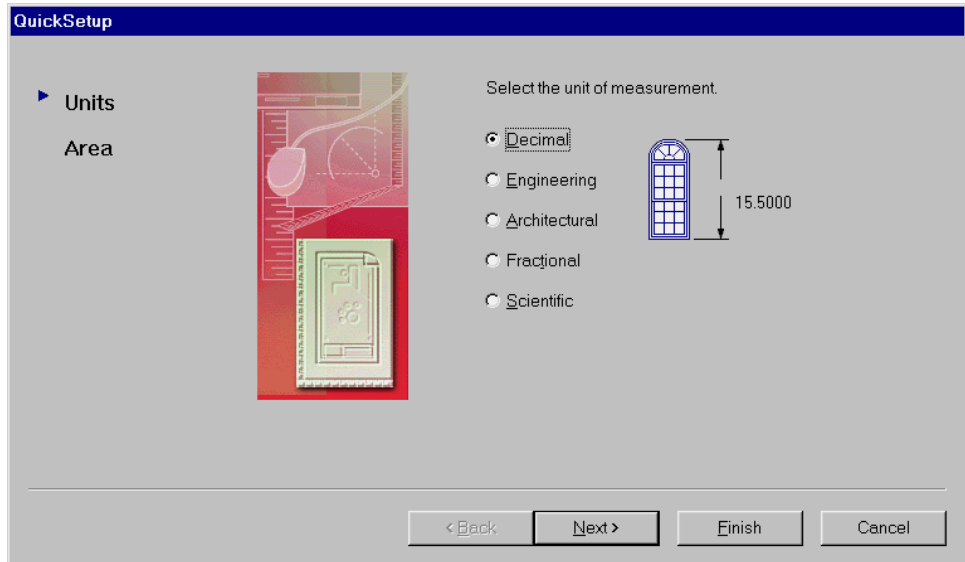 QuickSetup
Units
Area
Select the unit of measurement.
Decimal
Engineering
Architectural
Fractional
Scientific
15.5000
< Back
Next >
Finish
Cancel